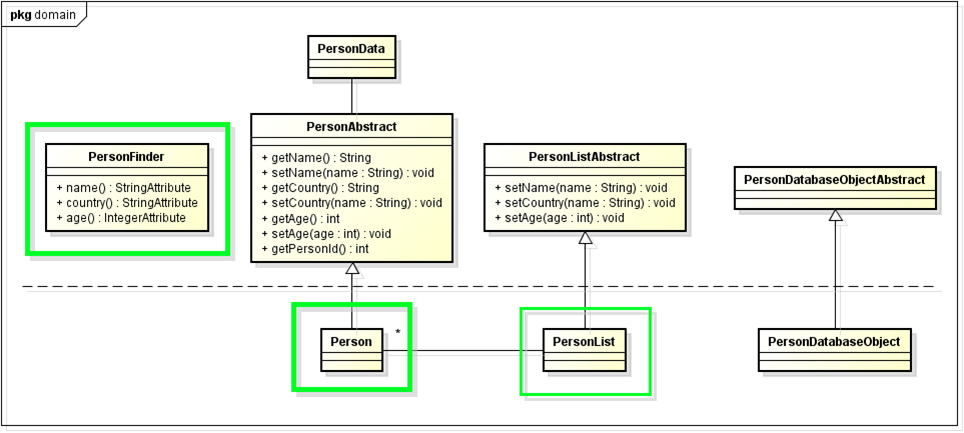 pkg domain
PersonData
PersonFinder
+ name() : StringAttribute
+ country() : StringAttribute
+ age() : IntegerAttribute
PersonAbstract
+ getName() : String
+ setName(name : String) : void
+ getCountry() : String
+ setCountry(name : String) : void
+ getAge() : int
+ setAge(age : int) : void
+ getPersonId() : int
PersonListAbstract
+ setName(name : String) : void
+ setCountry(name : String) : void
+ setAge(age : int) : void
PersonDatabaseObjectAbstract
Person
*
PersonList
PersonDatabaseObject